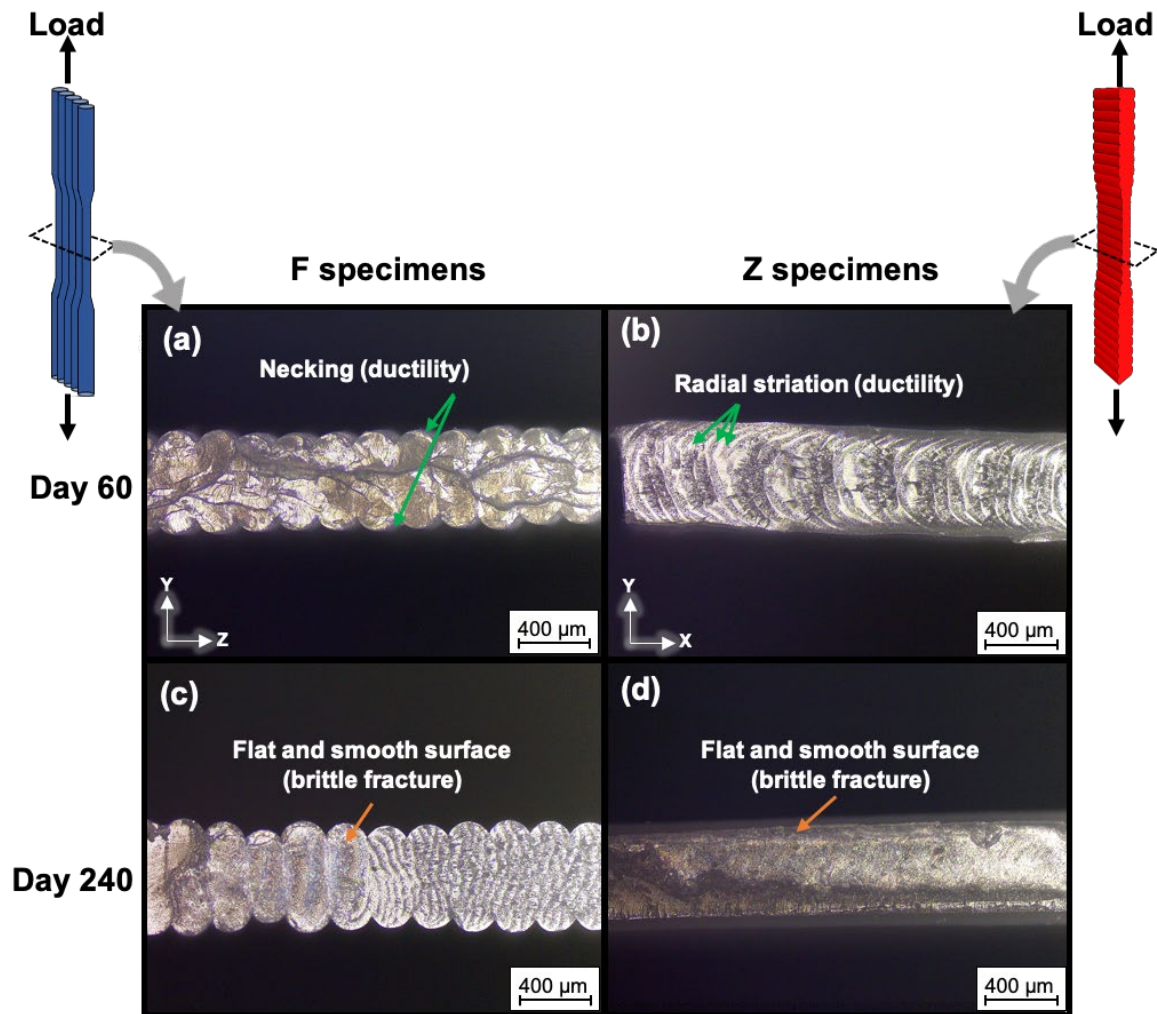 Load
Load
F specimens
Z specimens
(a)
Necking (ductility)
(b)
Radial striation (ductility)
Day 60
Y
Z
400 µm
Y
X
400 µm
(c)
Flat and smooth surface
(brittle fracture)
(d)
Flat and smooth surface
(brittle fracture)
Day 240
400 µm
400 µm